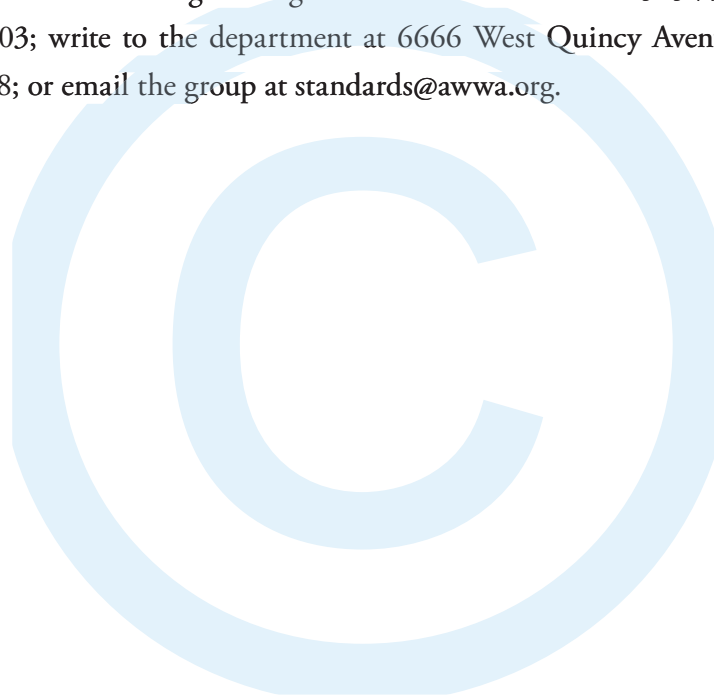 03; write to the department at 6666 West Quincy Aven
8; or email the group at standards@awwa.org.
©